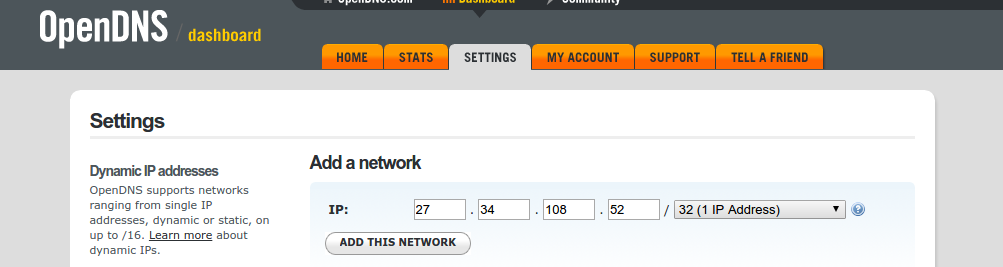 OpenDNS.com Dashboard Community
OpenDNS / dashboard
HOME STATS SETTINGS MY ACCOUNT SUPPORT TELL A FRIEND
Settings
Dynamic IP addresses
OpenDNS supports networks
ranging from single IP
addresses, dynamic or static, on
up to /16. Learn more about
dynamic IPs.
Add a network
IP: 27 . 34 . 108 . 52 / 32 (1 IP Address) ?
ADD THIS NETWORK